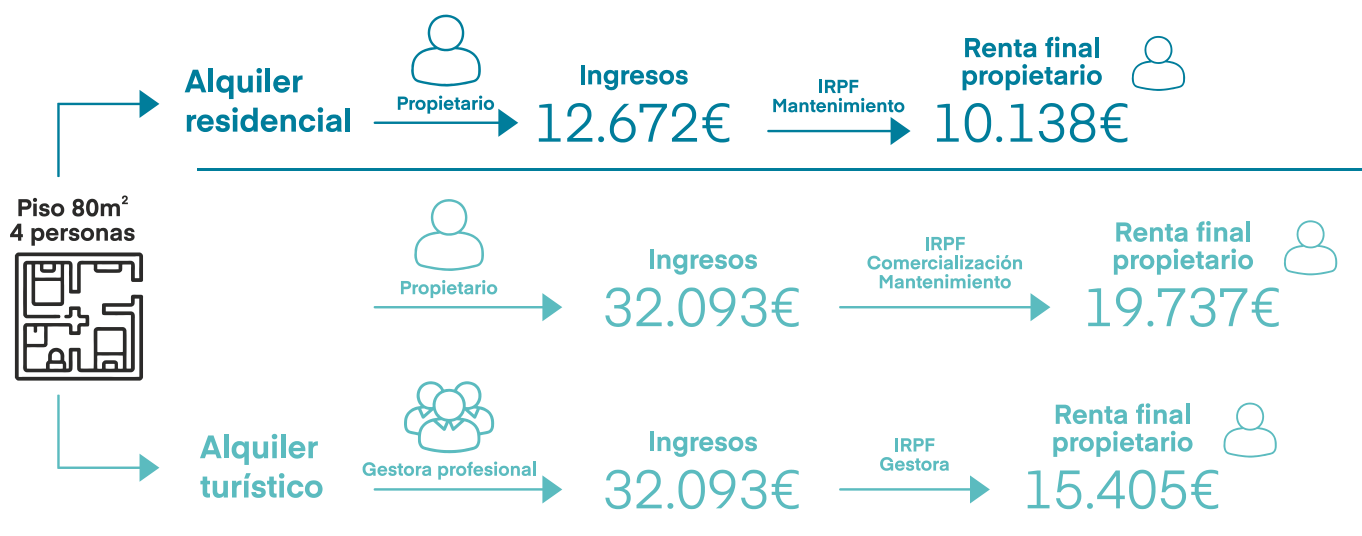 Piso 80m²
4 personas
Alquiler
residencial
Propietario
Ingresos
12.672€
IRPF
Mantenimiento
Renta final
propietario
10.138€
Propietario
Ingresos
32.093€
IRPF
Comercialización
Mantenimiento
Renta final
propietario
19.737€
Alquiler
turístico
Gestora profesional
Ingresos
32.093€
IRPF
Gestora
Renta final
propietario
15.405€